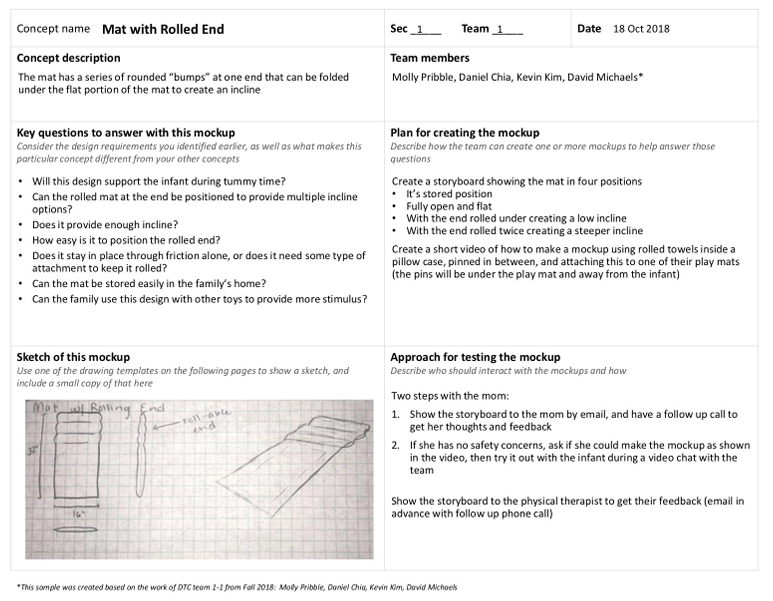 Concept name Mat with Rolled End
Sec _1___ Team _1___
Date 18 Oct 2018
Concept description
The mat has a series of rounded “bumps” at one end that can be folded
under the flat portion of the mat to create an incline
Team members
Molly Pribble, Daniel Chia, Kevin Kim, David Michaels*
Key questions to answer with this mockup
Consider the design requirements you identified earlier, as well as what makes this
particular concept different from your other concepts
• Will this design support the infant during tummy time?
• Can the rolled mat at the end be positioned to provide multiple incline
options?
• Does it provide enough incline?
• How easy is it to position the rolled end?
• Does it stay in place through friction alone, or does it need some type of
attachment to keep it rolled?
• Can the mat be stored easily in the family’s home?
• Can the family use this design with other toys to provide more stimulus?
Plan for creating the mockup
Describe how the team can create one or more mockups to help answer those
questions
Create a storyboard showing the mat in four positions
• It’s stored position
• Fully open and flat
• With the end rolled under creating a low incline
• With the end rolled twice creating a steeper incline
Create a short video of how to make a mockup using rolled towels inside a
pillow case, pinned in between, and attaching this to one of their play mats
(the pins will be under the play mat and away from the infant)
Sketch of this mockup
Use one of the drawing templates on the following pages to show a sketch, and
include a small copy of that here
Mat w/ Rolling End
roll-able
end
16"
Approach for testing the mockup
Describe who should interact with the mockups and how
Two steps with the mom:
1. Show the storyboard to the mom by email, and have a follow up call to
get her thoughts and feedback
2. If she has no safety concerns, ask if she could make the mockup as shown
in the video, then try it out with the infant during a video chat with the
team
Show the storyboard to the physical therapist to get their feedback (email in
advance with follow up phone call)
*This sample was created based on the work of DTC team 1-1 from Fall 2018: Molly Pribble, Daniel Chia, Kevin Kim, David Michaels